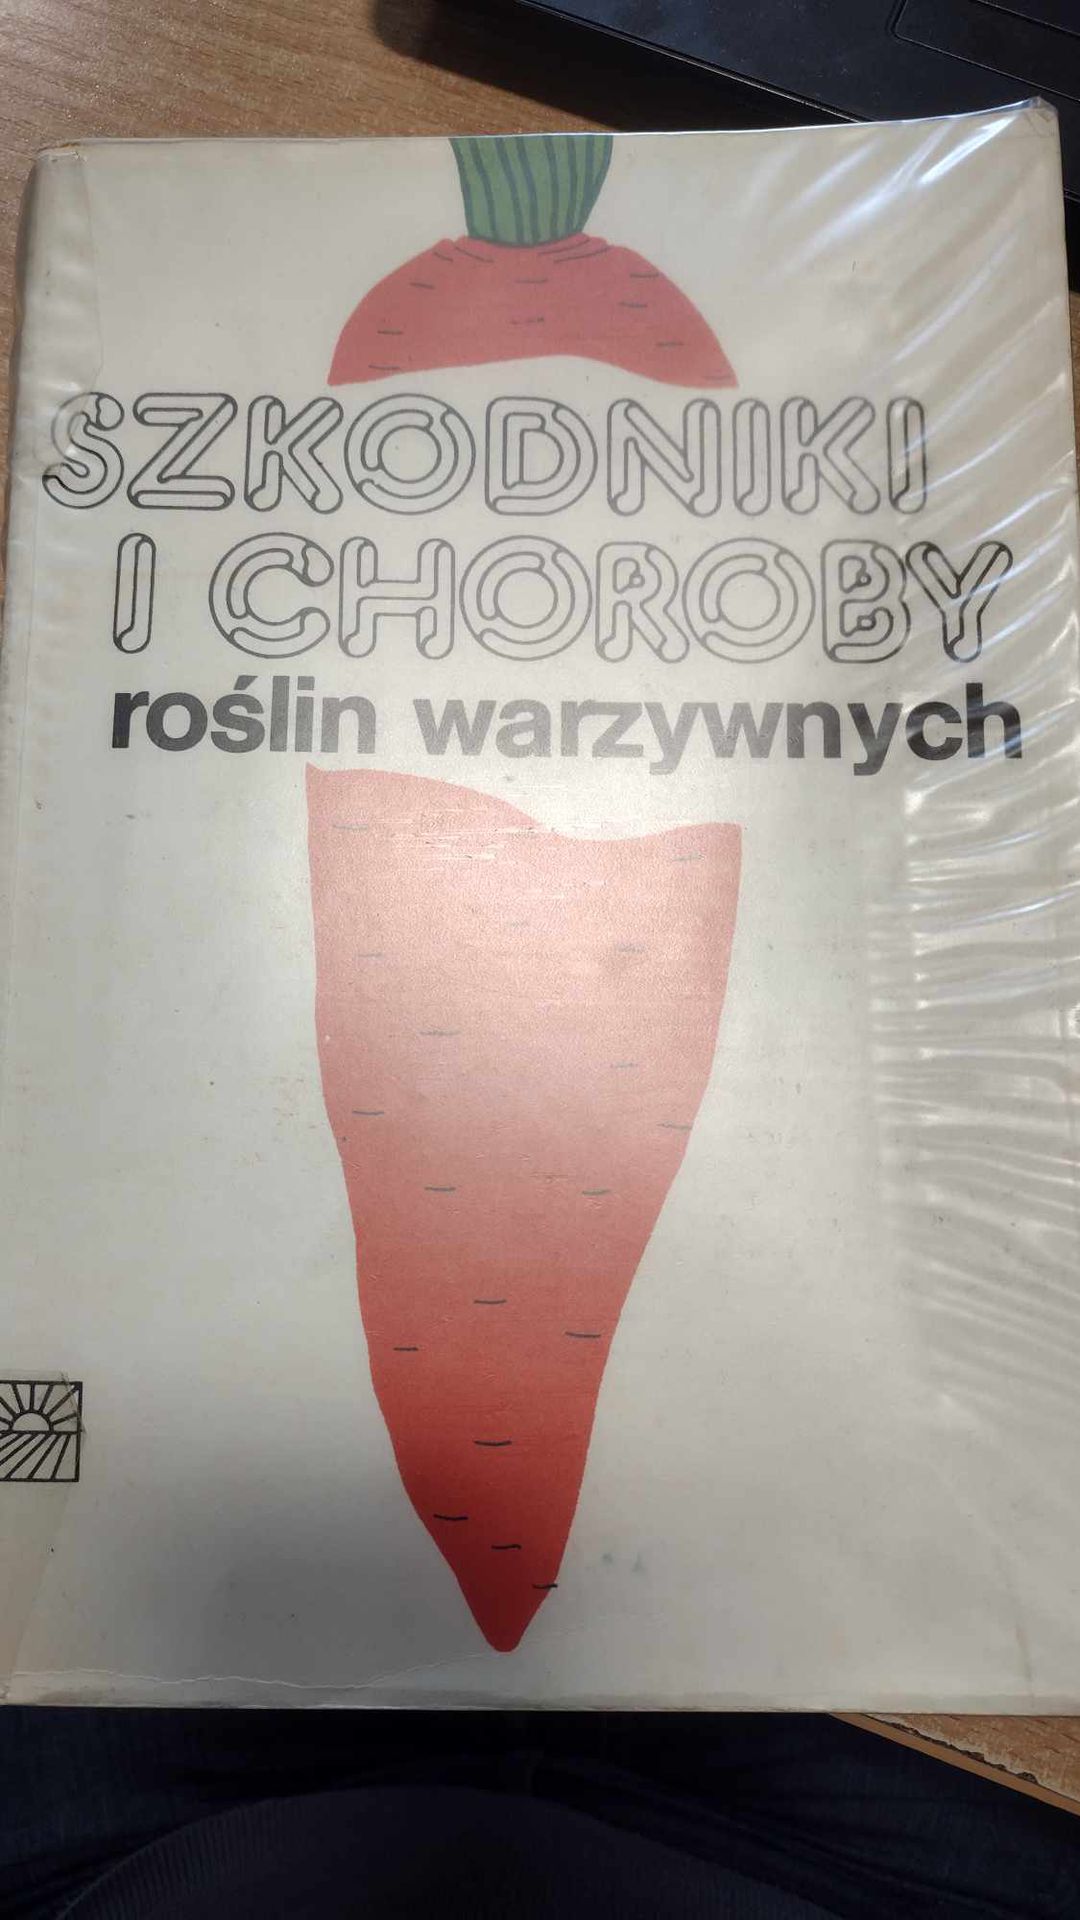 SZKODNIKI
I CHOROBY
roślin warzywnych